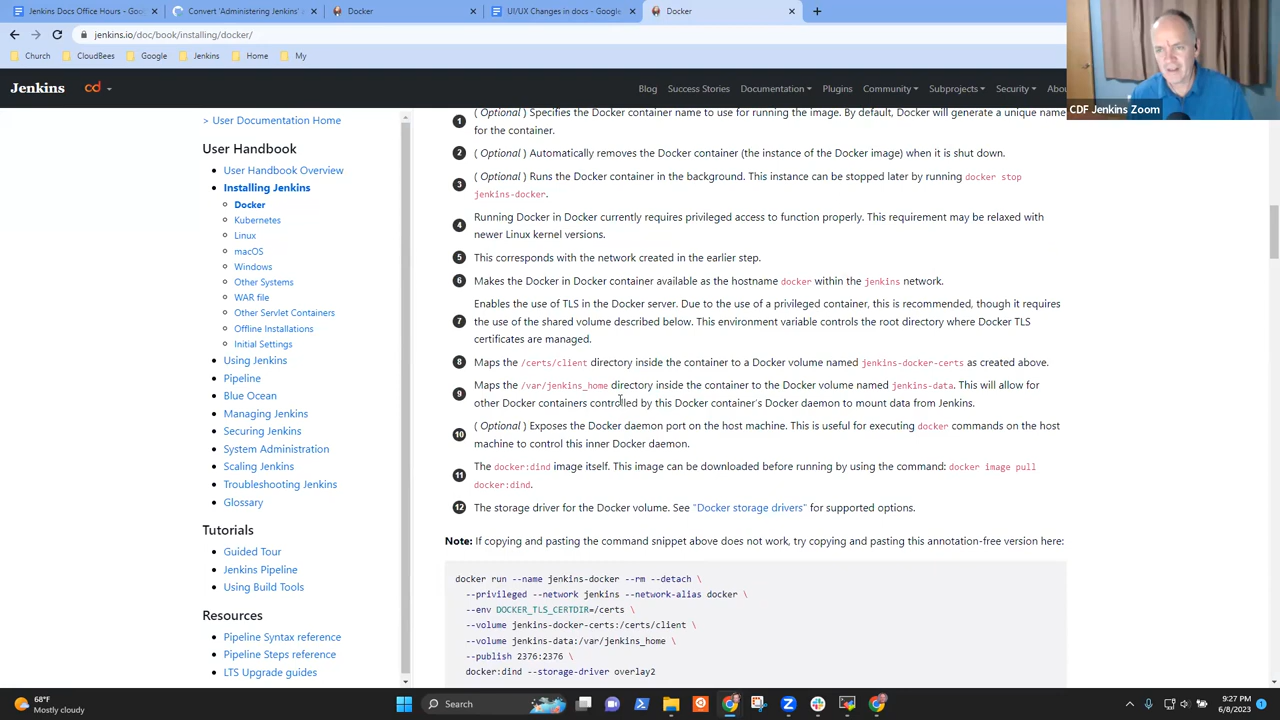 Jenkins Docs Office Hours - Goo
Convert 'Administering Jenkins'
Docker
UI/UX Changes in docs - Google
Docker
jenkins.io/doc/book/installing/docker/
Church
CloudBees
Google
Jenkins
Home
My
CDF Jenkins Zoom
Jenkins
cd
Blog
Success Stories
Documentation
Plugins
Community
Subprojects
Security
> User Documentation Home
User Handbook
User Handbook Overview
Installing Jenkins
Docker
Kubernetes
Linux
macOS
Windows
Other Systems
WAR file
Other Servlet Containers
Offline Installations
Initial Settings
Using Jenkins
Pipeline
Blue Ocean
Managing Jenkins
Securing Jenkins
System Administration
Scaling Jenkins
Troubleshooting Jenkins
Glossary
Tutorials
Guided Tour
Jenkins Pipeline
Using Build Tools
Resources
Pipeline Syntax reference
Pipeline Steps reference
LTS Upgrade guides
1 ( Optional ) Specifies the Docker container name to use for running the image. By default, Docker will generate a unique name
for the container.
2 ( Optional ) Automatically removes the Docker container (the instance of the Docker image) when it is shut down.
3 ( Optional ) Runs the Docker container in the background. This instance can be stopped later by running docker stop
jenkins-docker.
4 Running Docker in Docker currently requires privileged access to function properly. This requirement may be relaxed with
newer Linux kernel versions.
5 This corresponds with the network created in the earlier step.
6 Makes the Docker in Docker container available as the hostname docker within the jenkins network.
7 Enables the use of TLS in the Docker server. Due to the use of a privileged container, this is recommended, though it requires
the use of the shared volume described below. This environment variable controls the root directory where Docker TLS
certificates are managed.
8 Maps the /certs/client directory inside the container to a Docker volume named jenkins-docker-certs as created above.
9 Maps the /var/jenkins_home directory inside the container to the Docker volume named jenkins-data. This will allow for
other Docker containers controlled by this Docker container's Docker daemon to mount data from Jenkins.
10 ( Optional ) Exposes the Docker daemon port on the host machine. This is useful for executing docker commands on the host
machine to control this inner Docker daemon.
11 The docker:dind image itself. This image can be downloaded before running by using the command: docker image pull
docker:dind.
12 The storage driver for the Docker volume. See "Docker storage drivers" for supported options.
Note: If copying and pasting the command snippet above does not work, try copying and pasting this annotation-free version here:
docker run --name jenkins-docker --rm --detach \
--privileged --network jenkins --network-alias docker \
--env DOCKER_TLS_CERTDIR=/certs \
--volume jenkins-docker-certs:/certs/client \
--volume jenkins-data:/var/jenkins_home \
--publish 2376:2376 \
docker:dind --storage-driver overlay2
68°F
Mostly cloudy
Search
9:27 PM
6/8/2023